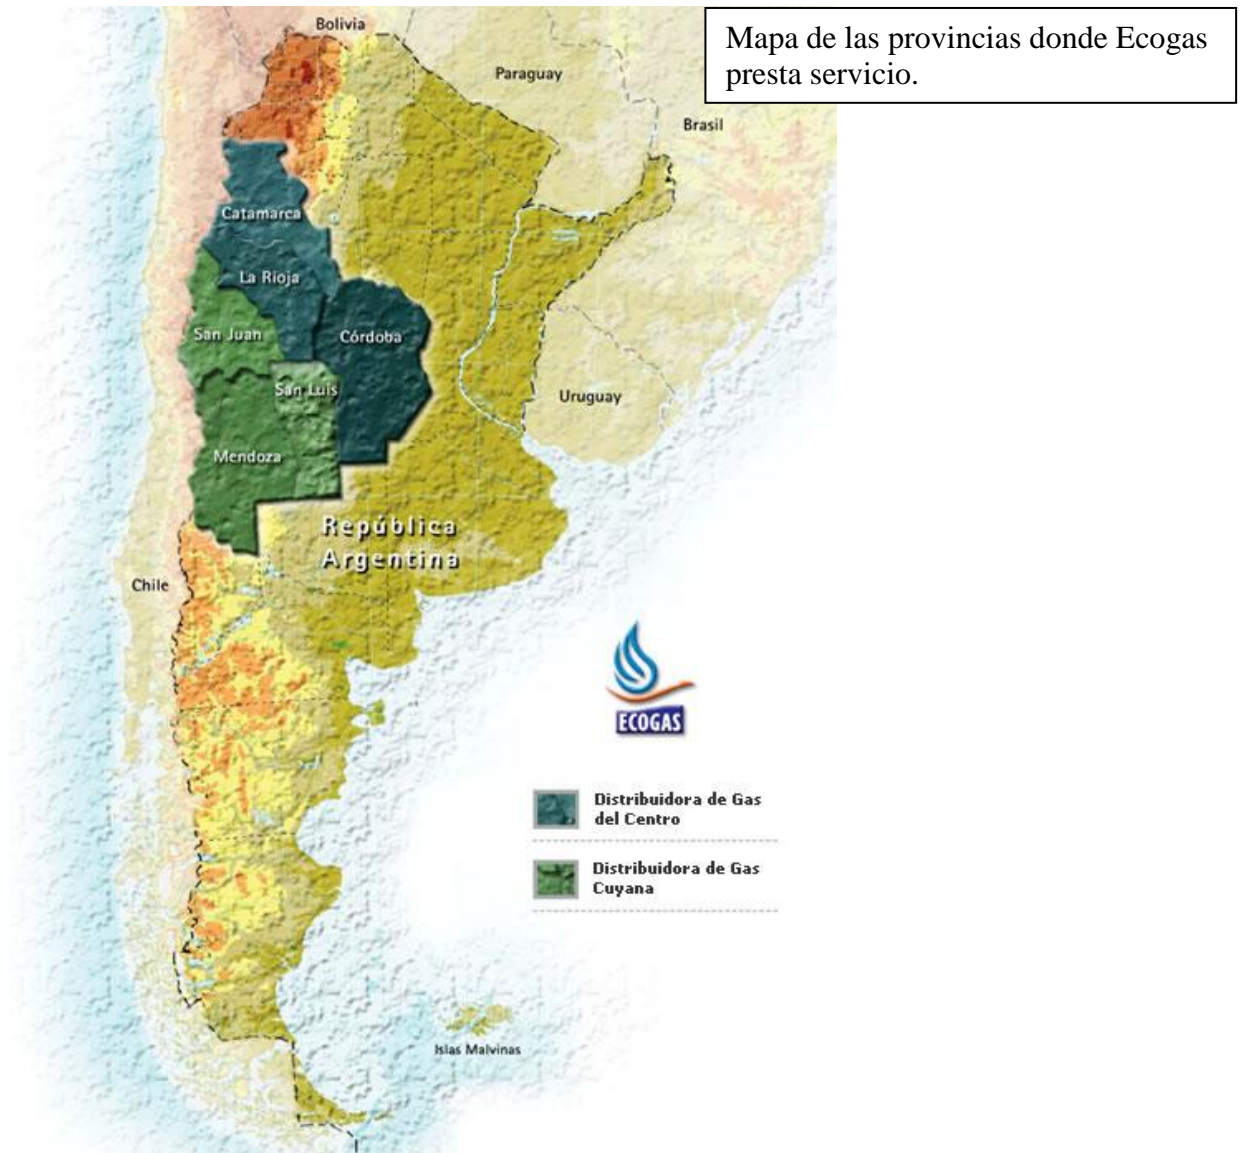 Mapa de las provincias donde Ecogas
presta servicio.
Bolivia
Paraguay
Brasil
Catamarca
La Rioja
San Juan
Córdoba
San Luis
Uruguay
Mendoza
República
Argentina
Chile
ECOGAS
Distribuidora de Gas
del Centro
Distribuidora de Gas
Cuyana
Islas Malvinas